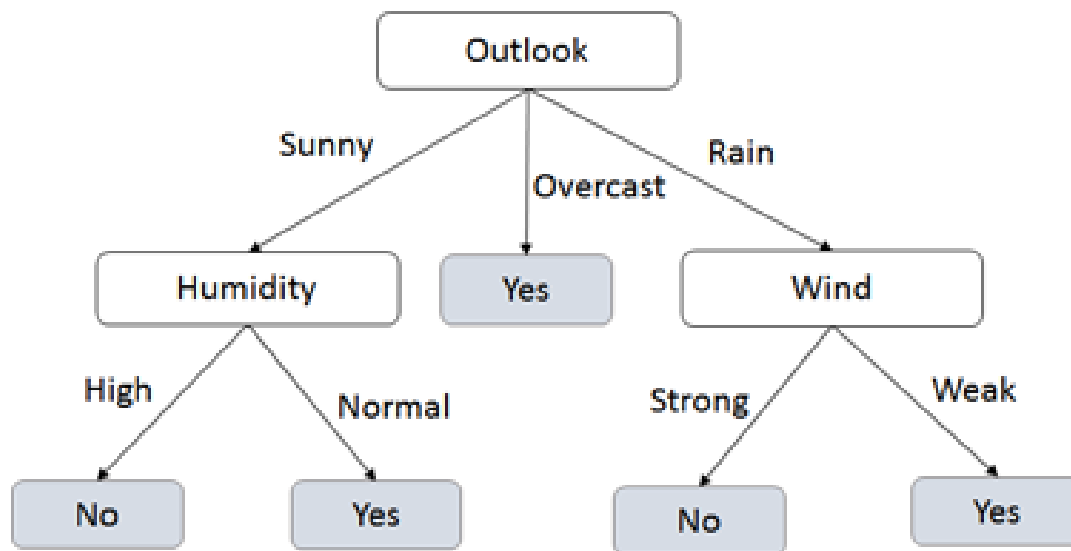 Outlook
Sunny
Overcast
Rain
Humidity
Yes
Wind
High
Normal
Strong
Weak
No
Yes
No
Yes